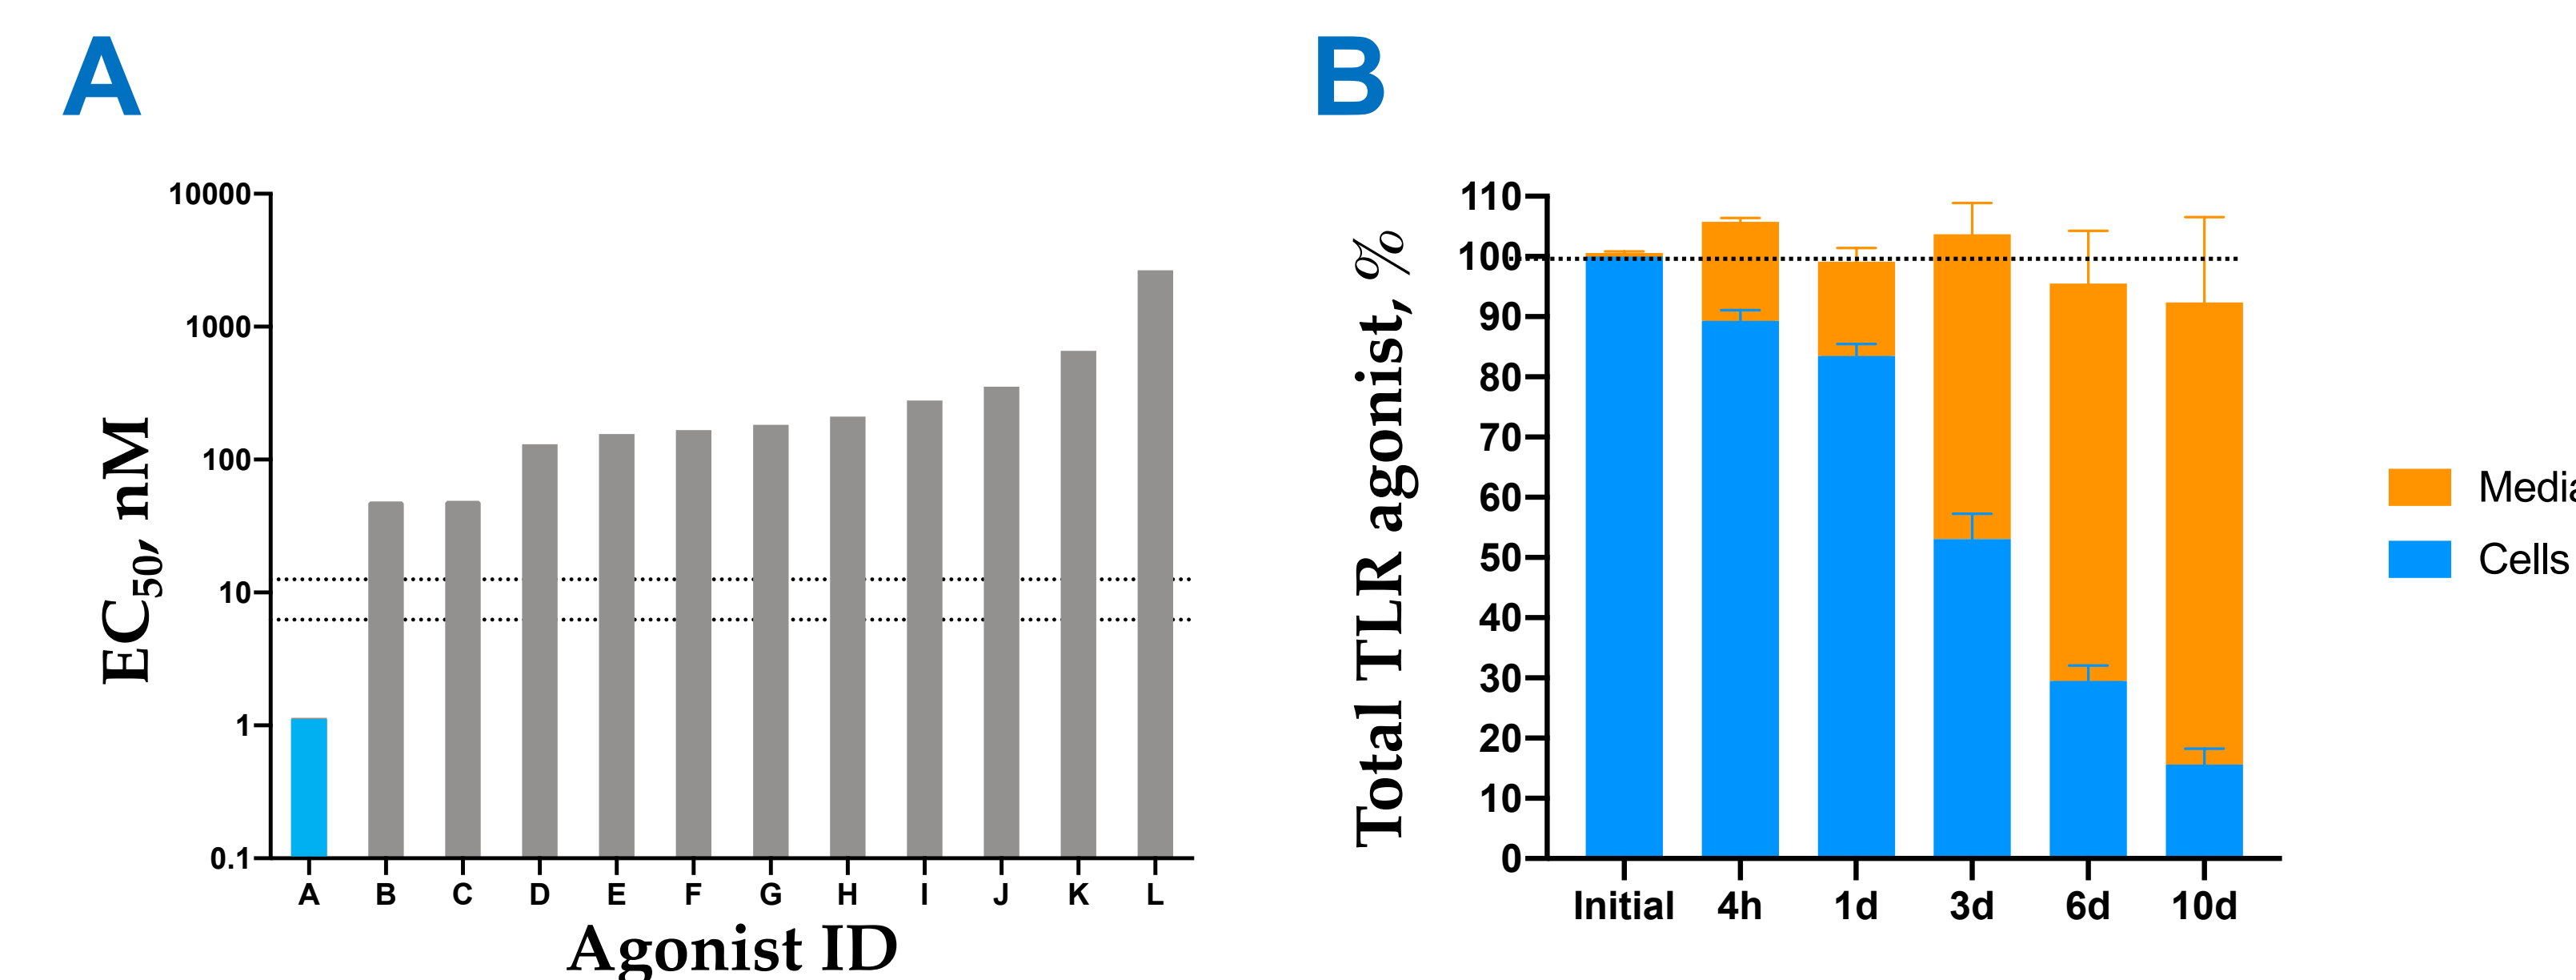 A
B
EC50, nM
10000
1000
100
10
1
0.1
A B C D E F G H I J K L
Agonist ID
Total TLR agonist, %
110
100
90
80
70
60
50
40
30
20
10
0
Initial 4h 1d 3d 6d 10d
Media
Cells